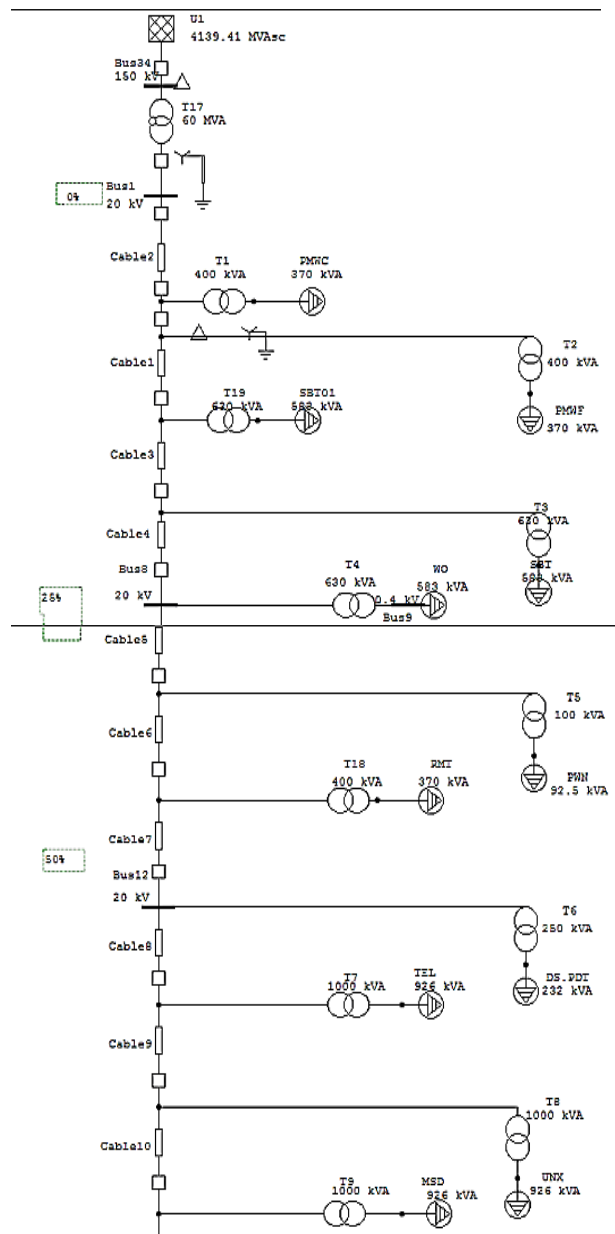 U1
4139.41 MVAsc
Bus34
150 kV
T17
60 MVA
Bus1
0%
20 kV
Cable2
T1
400 kVA
PMWC
370 kVA
T2
400 kVA
Cable1
T19
630 kVA
SBT01
583 kVA
PMWF
370 kVA
Cable3
T3
630 kVA
Cable4
T4
630 kVA
WO
583 kVA
SBT
583 kVA
Bus8
25%
20 kV
0.4 kV
Bus9
Cable5
T5
100 kVA
Cable6
T18
400 kVA
RMT
370 kVA
PWN
92.5 kVA
Cable7
50%
Bus12
20 kV
T6
250 kVA
Cable8
T7
1000 kVA
TEL
926 kVA
DS.PDT
232 kVA
Cable9
T8
1000 kVA
Cable10
T9
1000 kVA
MSD
926 kVA
UNX
926 kVA